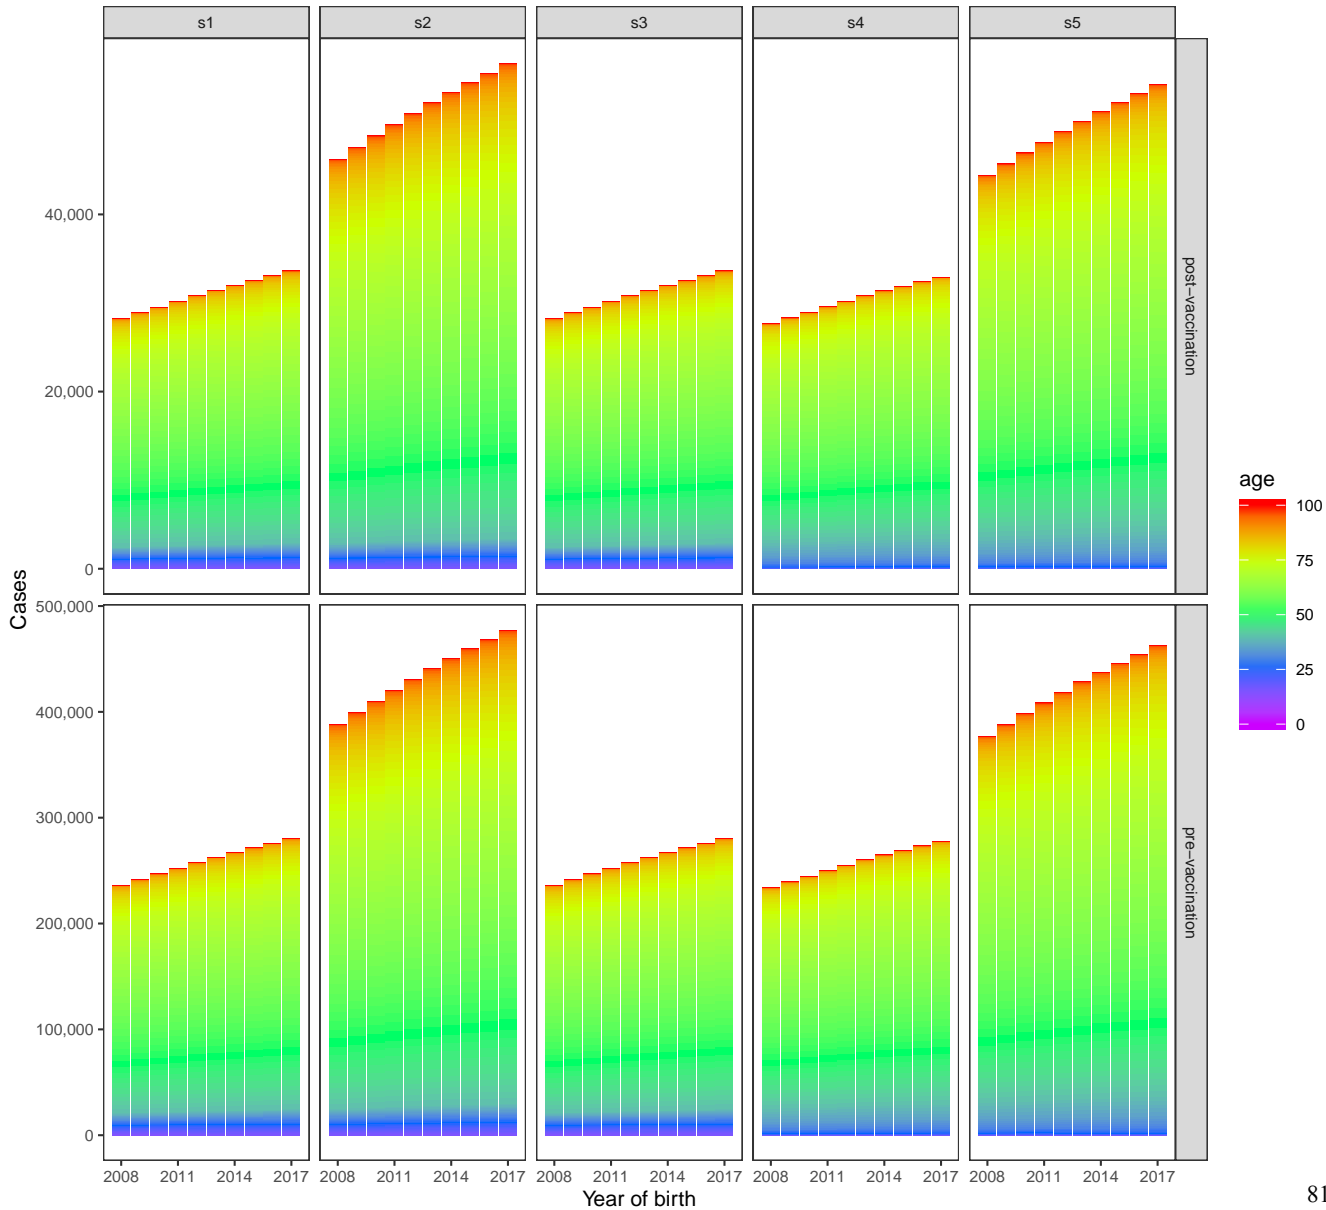 s1 s2 s3 s4 s5
40,000
20,000
0
post−vaccination
500,000
400,000
300,000
200,000
100,000
0
pre−vaccination
Cases
2008 2011 2014 2017 2008 2011 2014 2017 2008 2011 2014 2017 2008 2011 2014 2017 2008 2011 2014 2017
Year of birth
age
100
75
50
25
0
81